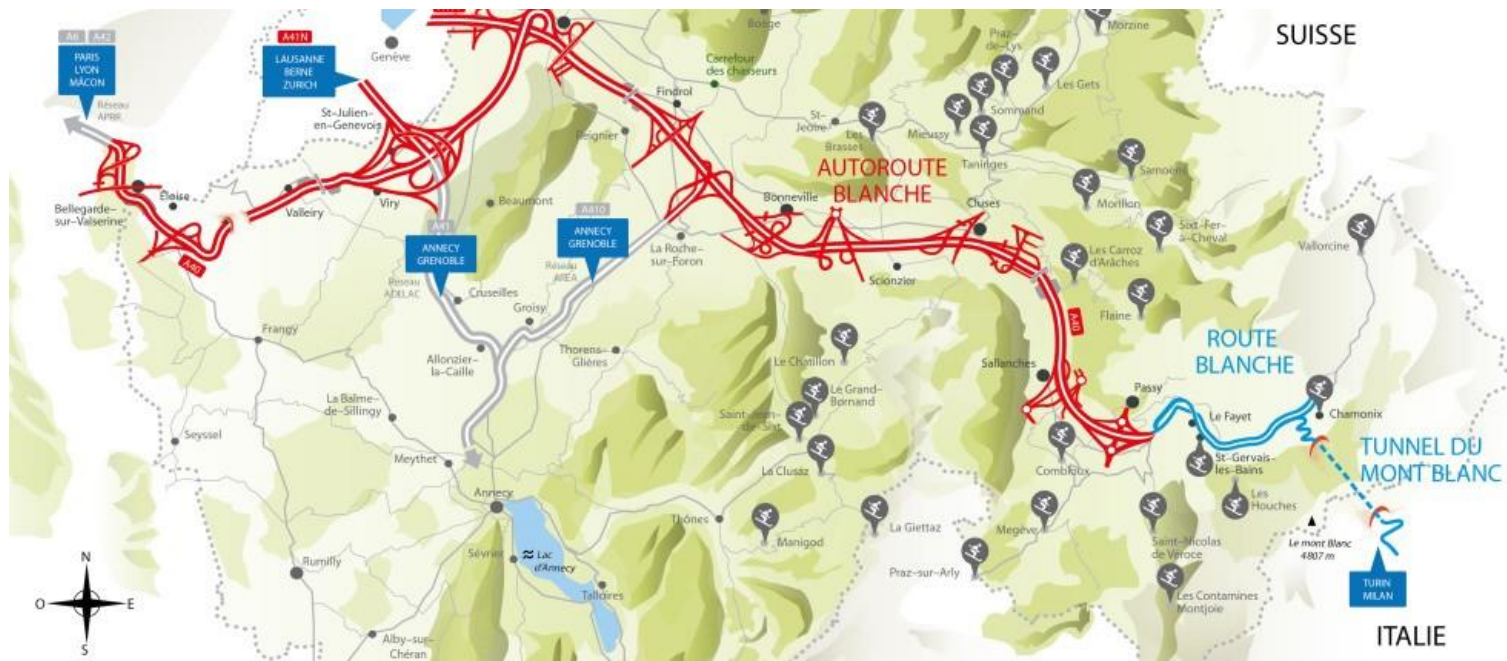 A6 A42
PARIS
LYON
MÂCON
Réseau
APRR
A41N
LAUSANNE
BERNE
ZURICH
Genève
St-Julien-
en-Genevois
Boëge
Carrefour
des chasseurs
Findrol
Reignier
St-
Jeoire
Les
Brasses
Morzine
Praz-
de-Lys
Les Gets
Sommand
Mieussy
Taninges
Samoëns
Morillon
Sixt-Fer-
à-Cheval
SUISSE
Bellegarde-
sur-Valserine
Éloise
A40
Valleiry
Viry
Beaumont
A41
ANNECY
GRENOBLE
Réseau
ADELAC
A410
ANNECY
GRENOBLE
Réseau
AREA
La Roche-
sur-Foron
Bonneville
AUTOROUTE
BLANCHE
Cluses
Scionzier
Les Carroz
d'Arâches
Flaine
Vallorcine
Cruseilles
Groisy
Frangy
Allonzier-
la-Caille
Thorens-
Glières
Le Chatillon
A40
Sallanches
Passy
ROUTE
BLANCHE
Le Fayet
Chamonix
La Balme-
de-Sillingy
Le Grand-
Bornand
Saint-Jean-
de-Sixt
Seyssel
Meythet
La Clusaz
Combloux
St-Gervais-
les-Bains
Les
Houches
TUNNEL DU
MONT BLANC
Annecy
Thônes
Manigod
La Giettaz
Megève
Saint-Nicolas
de Véroce
Le mont Blanc
4807 m
Rumilly
Sévrier
Lac
d'Annecy
Talloires
Praz-sur-Arly
Les Contamines
Montjoie
TURIN
MILAN
Alby-sur-
Chéran
ITALIE
N
O
E
S